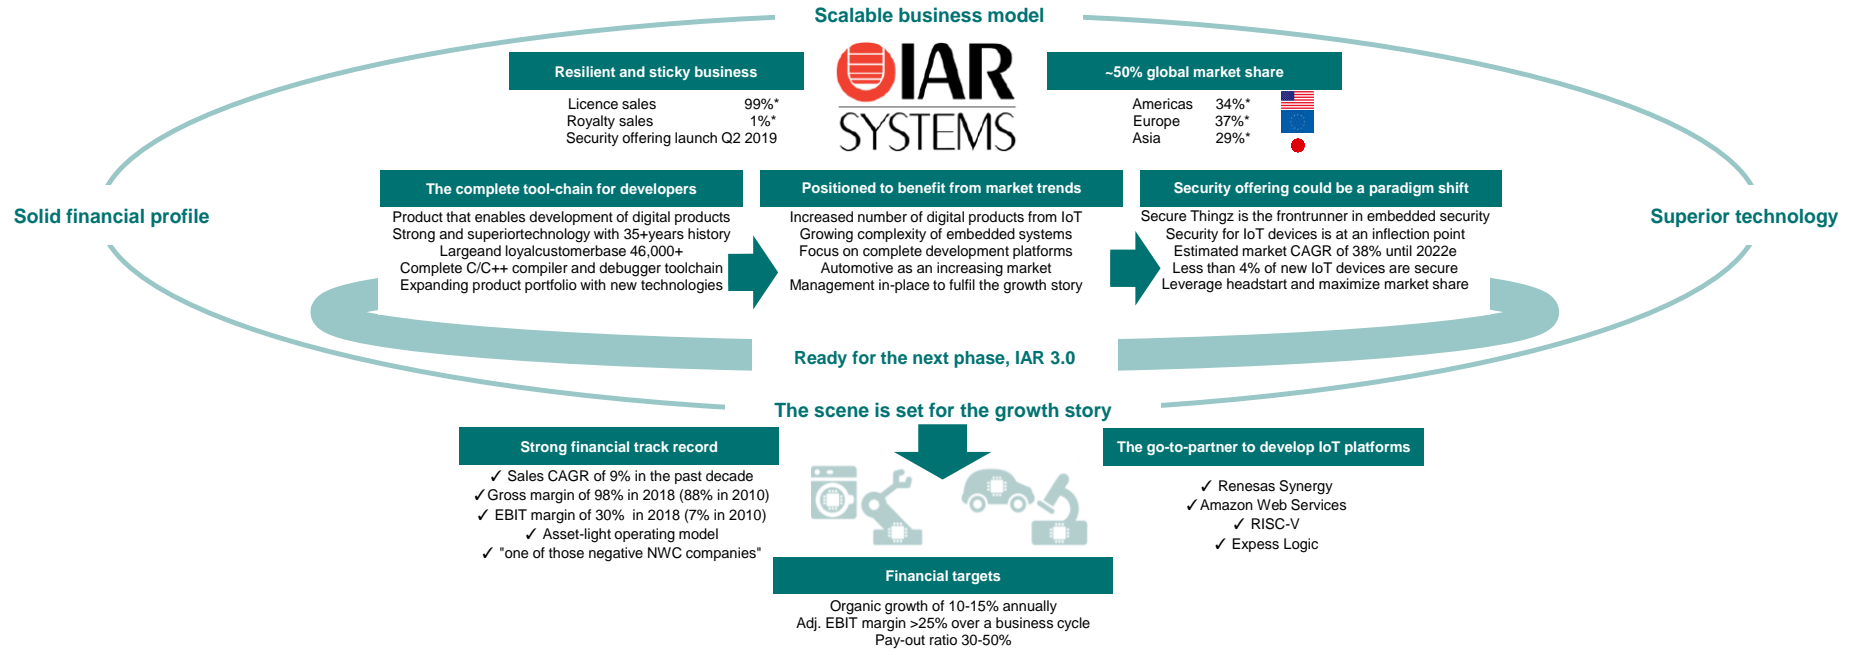 Scalable business model
Resilient and sticky business
Licence sales 99%*
Royalty sales 1%*
Security offering launch Q2 2019
IAR
SYSTEMS
~50% global market share
Americas 34%*
Europe 37%*
Asia 29%*
Solid financial profile
Superior technology
The complete tool-chain for developers
Product that enables development of digital products
Strong and superiortechnology with 35+years history
Largeand loyalcustomerbase 46,000+
Complete C/C++ compiler and debugger toolchain
Expanding product portfolio with new technologies
Positioned to benefit from market trends
Increased number of digital products from IoT
Growing complexity of embedded systems
Focus on complete development platforms
Automotive as an increasing market
Management in-place to fulfil the growth story
Security offering could be a paradigm shift
Secure Thingz is the frontrunner in embedded security
Security for IoT devices is at an inflection point
Estimated market CAGR of 38% until 2022e
Less than 4% of new IoT devices are secure
Leverage headstart and maximize market share
Ready for the next phase, IAR 3.0
The scene is set for the growth story
Strong financial track record
✓ Sales CAGR of 9% in the past decade
✓Gross margin of 98% in 2018 (88% in 2010)
✓ EBIT margin of 30% in 2018 (7% in 2010)
✓ Asset-light operating model
✓ "one of those negative NWC companies"
The go-to-partner to develop IoT platforms
✓ Renesas Synergy
✓Amazon Web Services
✓ RISC-V
✓ Expess Logic
Financial targets
Organic growth of 10-15% annually
Adj. EBIT margin >25% over a business cycle
Pay-out ratio 30-50%